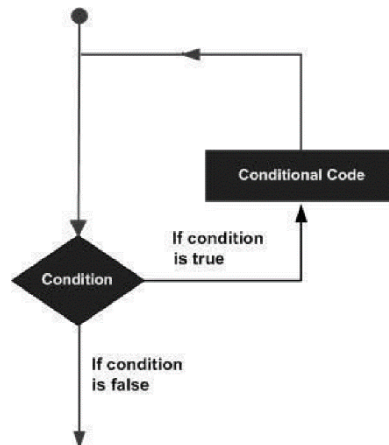 Conditional Code
If condition
is true
Condition
If condition
is false